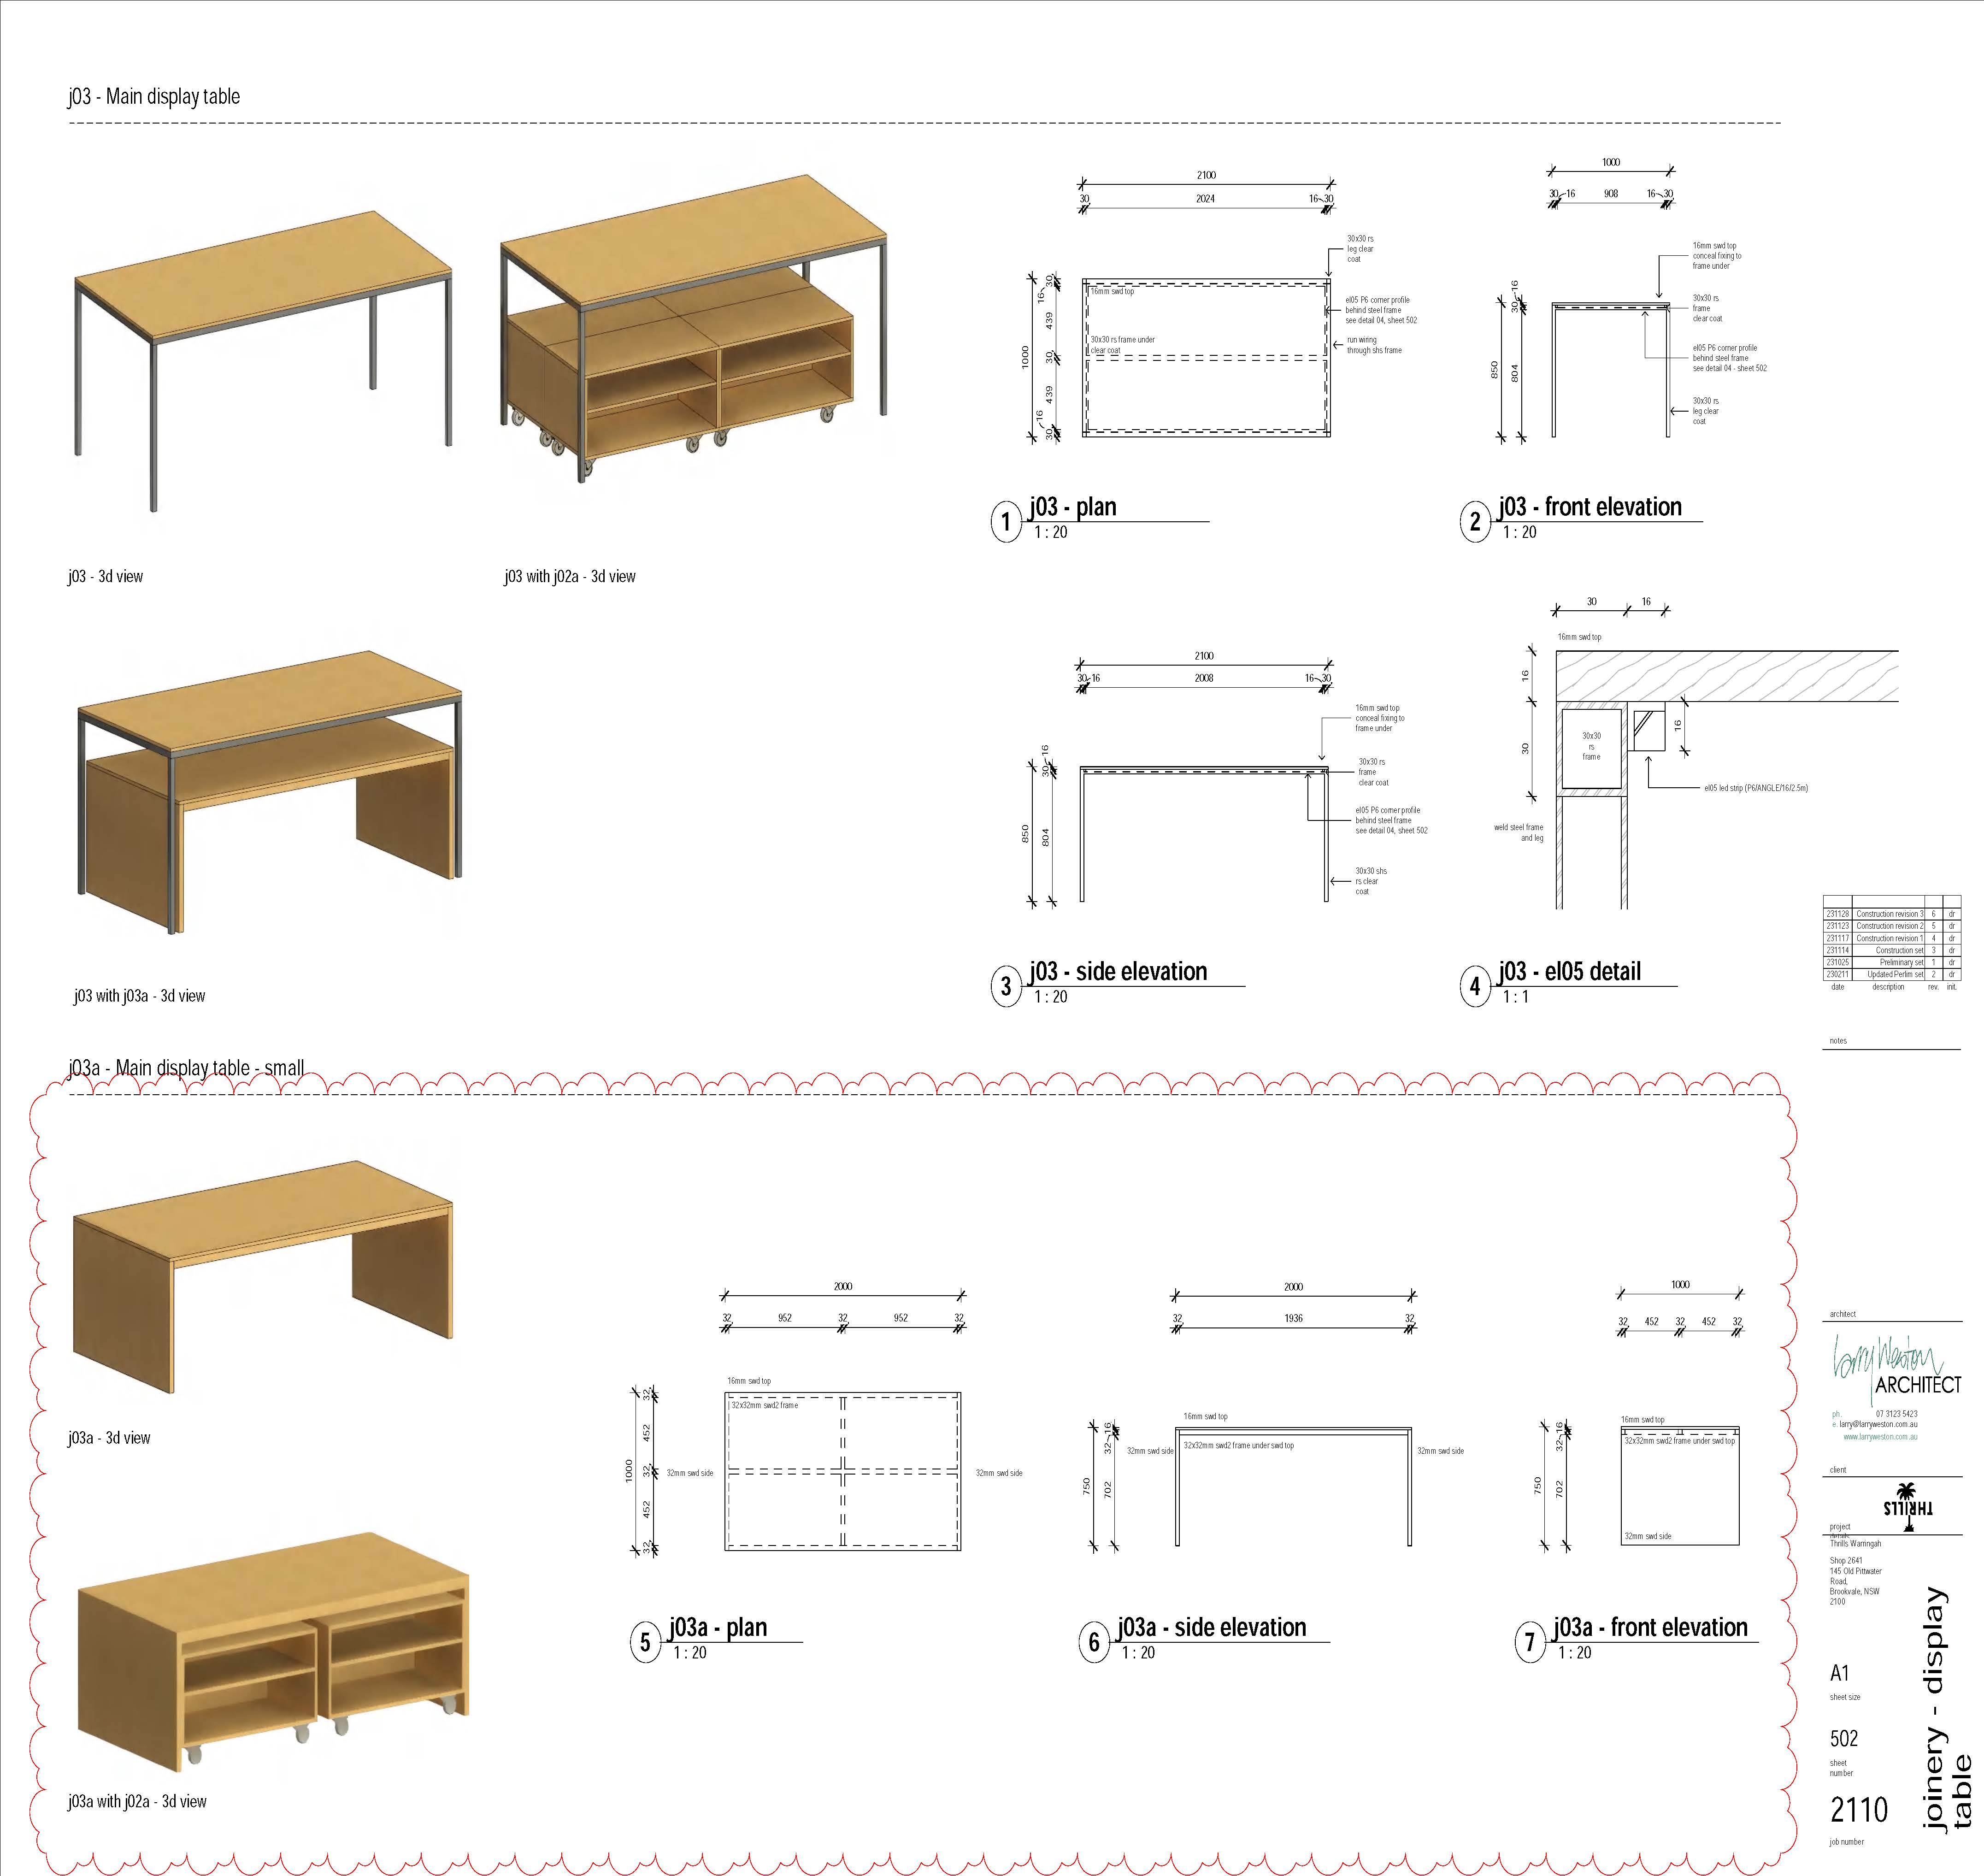 j03 - Main display table
j03 - 3d view
j03 with j02a - 3d view
2100
30
2024
16
30
1000
16
30
439
30
439
16
30
16mm swd top
30x30 rs frame under
clear coat
30x30 rs
leg clear
coat
el05 P6 corner profile
behind steel frame
see detail 04, sheet 502
run wiring
through shs frame
1
j03 - plan
1 : 20
1000
30
16
908
16
30
850
30
16
804
16mm swd top
conceal fixing to
frame under
30x30 rs
frame
clear coat
el05 P6 corner profile
behind steel frame
see detail 04 - sheet 502
30x30 rs
leg clear
coat
2
j03 - front elevation
1 : 20
j03 with j03a - 3d view
2100
30
16
2008
16
30
850
30
16
804
16mm swd top
conceal fixing to
frame under
30x30 rs
frame
clear coat
el05 P6 corner profile
behind steel frame
see detail 04, sheet 502
30x30 shs
rs clear
coat
3
j03 - side elevation
1 : 20
30
16
16mm swd top
16
30
30x30
rs
frame
16
el05 led strip (P6/ANGLE/16/2.5m)
weld steel frame
and leg
4
j03 - el05 detail
1 : 1
j03a - Main display table - small
j03a - 3d view
j03a with j02a - 3d view
2000
32
952
32
952
32
1000
32
452
32
452
32
16mm swd top
32x32mm swd2 frame
32mm swd side
32mm swd side
5
j03a - plan
1 : 20
2000
32
1936
32
750
32
16
702
16mm swd top
32x32mm swd2 frame under swd top
32mm swd side
32mm swd side
6
j03a - side elevation
1 : 20
1000
32
452
32
452
32
750
32
16
702
16mm swd top
32x32mm swd2 frame under swd top
32mm swd side
7
j03a - front elevation
1 : 20
231128 Construction revision 3 6 dr
231123 Construction revision 2 5 dr
231117 Construction revision 1 4 dr
231114 Construction set 3 dr
231025 Preliminary set 1 dr
230211 Updated Perlim set 2 dr
date description rev. init.
notes
architect
larry Weston
ARCHITECT
ph. 07 3123 5423
e. larry@larryweston.com.au
www.larryweston.com.au
client
THRILLS
project
details
Thrills Warringah
Shop 2641
145 Old Pittwater
Road,
Brookvale, NSW
2100
A1
sheet size
502
sheet
number
2110
job number
joinery - display
table